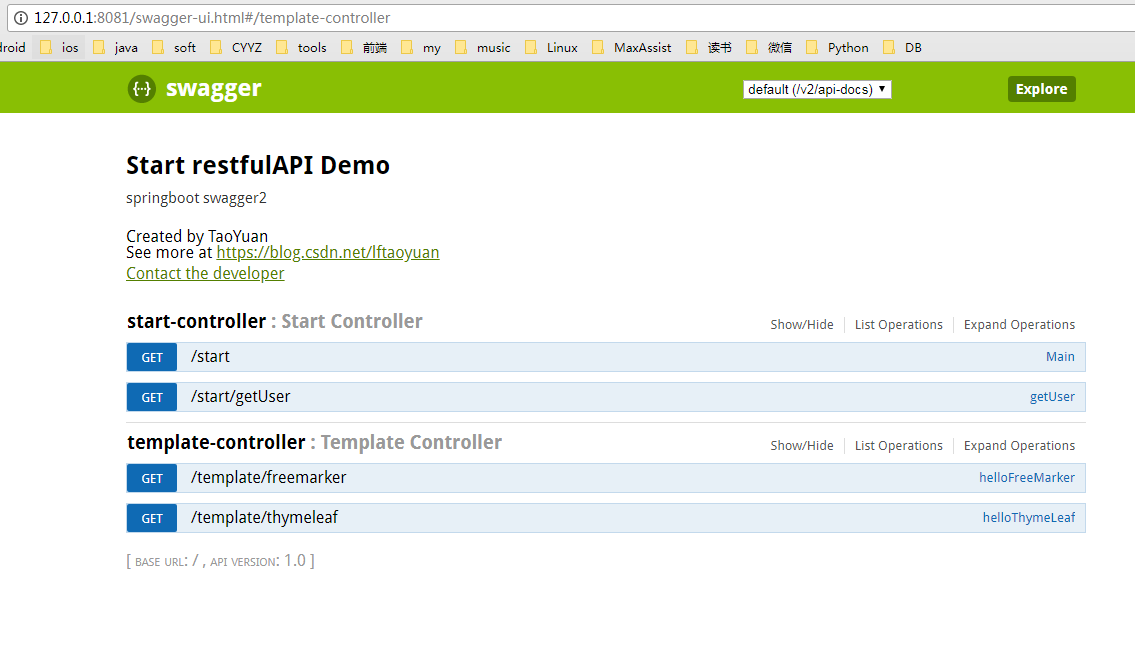 127.0.0.1:8081/swagger-ui.html#/template-controller
droid ios java soft CYYZ tools 前端 my music Linux MaxAssist 读书 微信 Python DB
{···} swagger default (/v2/api-docs) ▼ Explore
Start restfulAPI Demo
springboot swagger2
Created by TaoYuan
See more at https://blog.csdn.net/lftaoyuan
Contact the developer
start-controller : Start Controller Show/Hide List Operations Expand Operations
GET /start Main
GET /start/getUser getUser
template-controller : Template Controller Show/Hide List Operations Expand Operations
GET /template/freemarker helloFreeMarker
GET /template/thymeleaf helloThymeLeaf
[ BASE URL: / , API VERSION: 1.0 ]